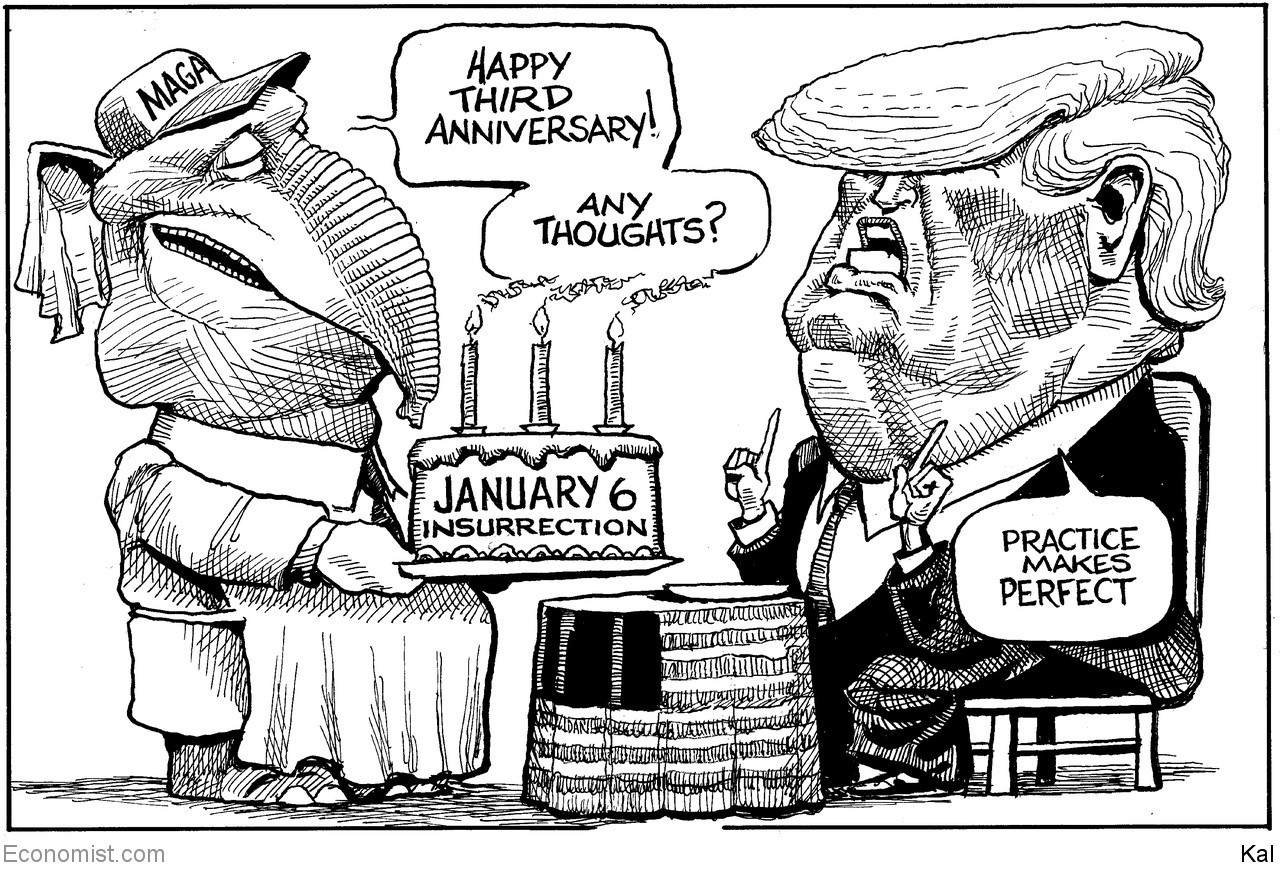 MAGA
HAPPY
THIRD
ANNIVERSARY!
ANY
THOUGHTS?
JANUARY 6
INSURRECTION
PRACTICE
MAKES
PERFECT
Economist.com
Kal